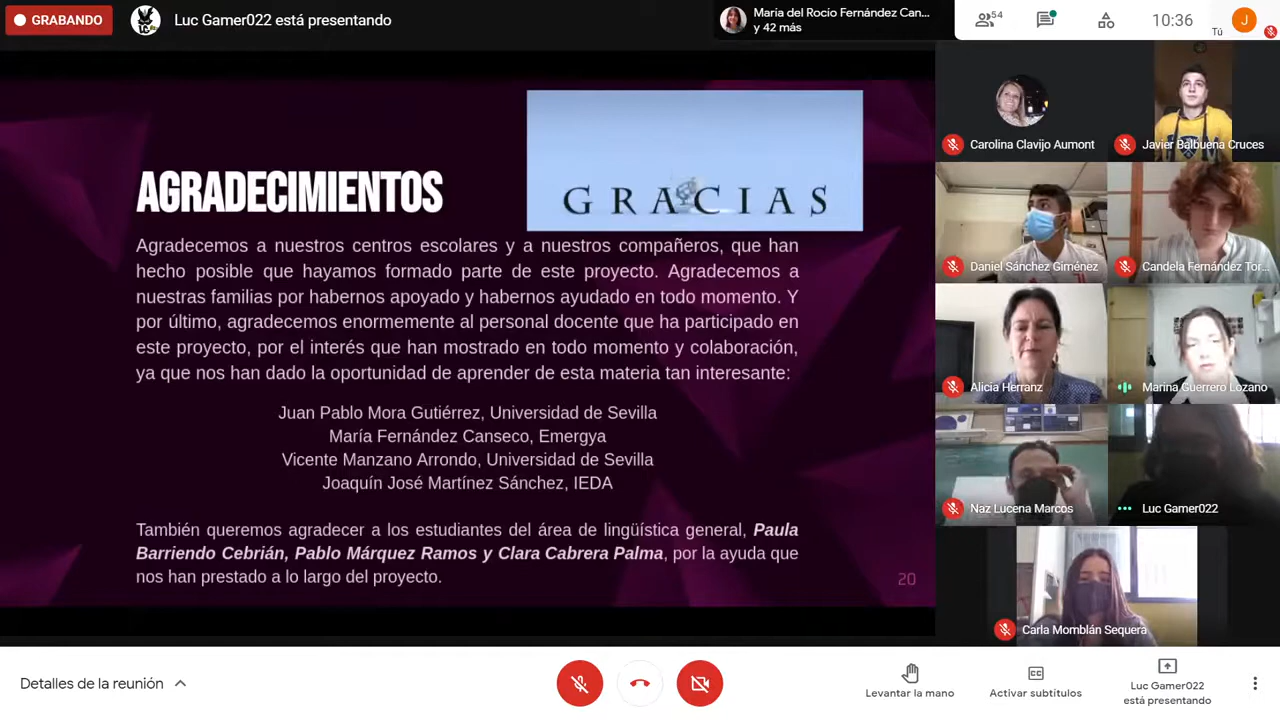 GRABANDO
Luc Gamer022 está presentando
María del Rocío Fernández Can...
y 42 más
54
10:36
Tú
J
GRACIAS
AGRADECIMIENTOS
Agradecemos a nuestros centros escolares y a nuestros compañeros, que han
hecho posible que hayamos formado parte de este proyecto. Agradecemos a
nuestras familias por habernos apoyado y habernos ayudado en todo momento. Y
por último, agradecemos enormemente al personal docente que ha participado en
este proyecto, por el interés que han mostrado en todo momento y colaboración,
ya que nos han dado la oportunidad de aprender de esta materia tan interesante:
Juan Pablo Mora Gutiérrez, Universidad de Sevilla
María Fernández Canseco, Emergya
Vicente Manzano Arrondo, Universidad de Sevilla
Joaquín José Martínez Sánchez, IEDA
También queremos agradecer a los estudiantes del área de lingüística general, Paula
Barriendo Cebrián, Pablo Márquez Ramos y Clara Cabrera Palma, por la ayuda que
nos han prestado a lo largo del proyecto.
20
Carolina Clavijo Aumont
Javier Balbuena Cruces
Daniel Sánchez Giménez
Candela Fernández Tor...
Alicia Herranz
Marina Guerrero Lozano
Naz Lucena Marcos
Luc Gamer022
Carla Momblán Sequera
Detalles de la reunión
Levantar la mano
CC
Activar subtítulos
Luc Gamer022
está presentando